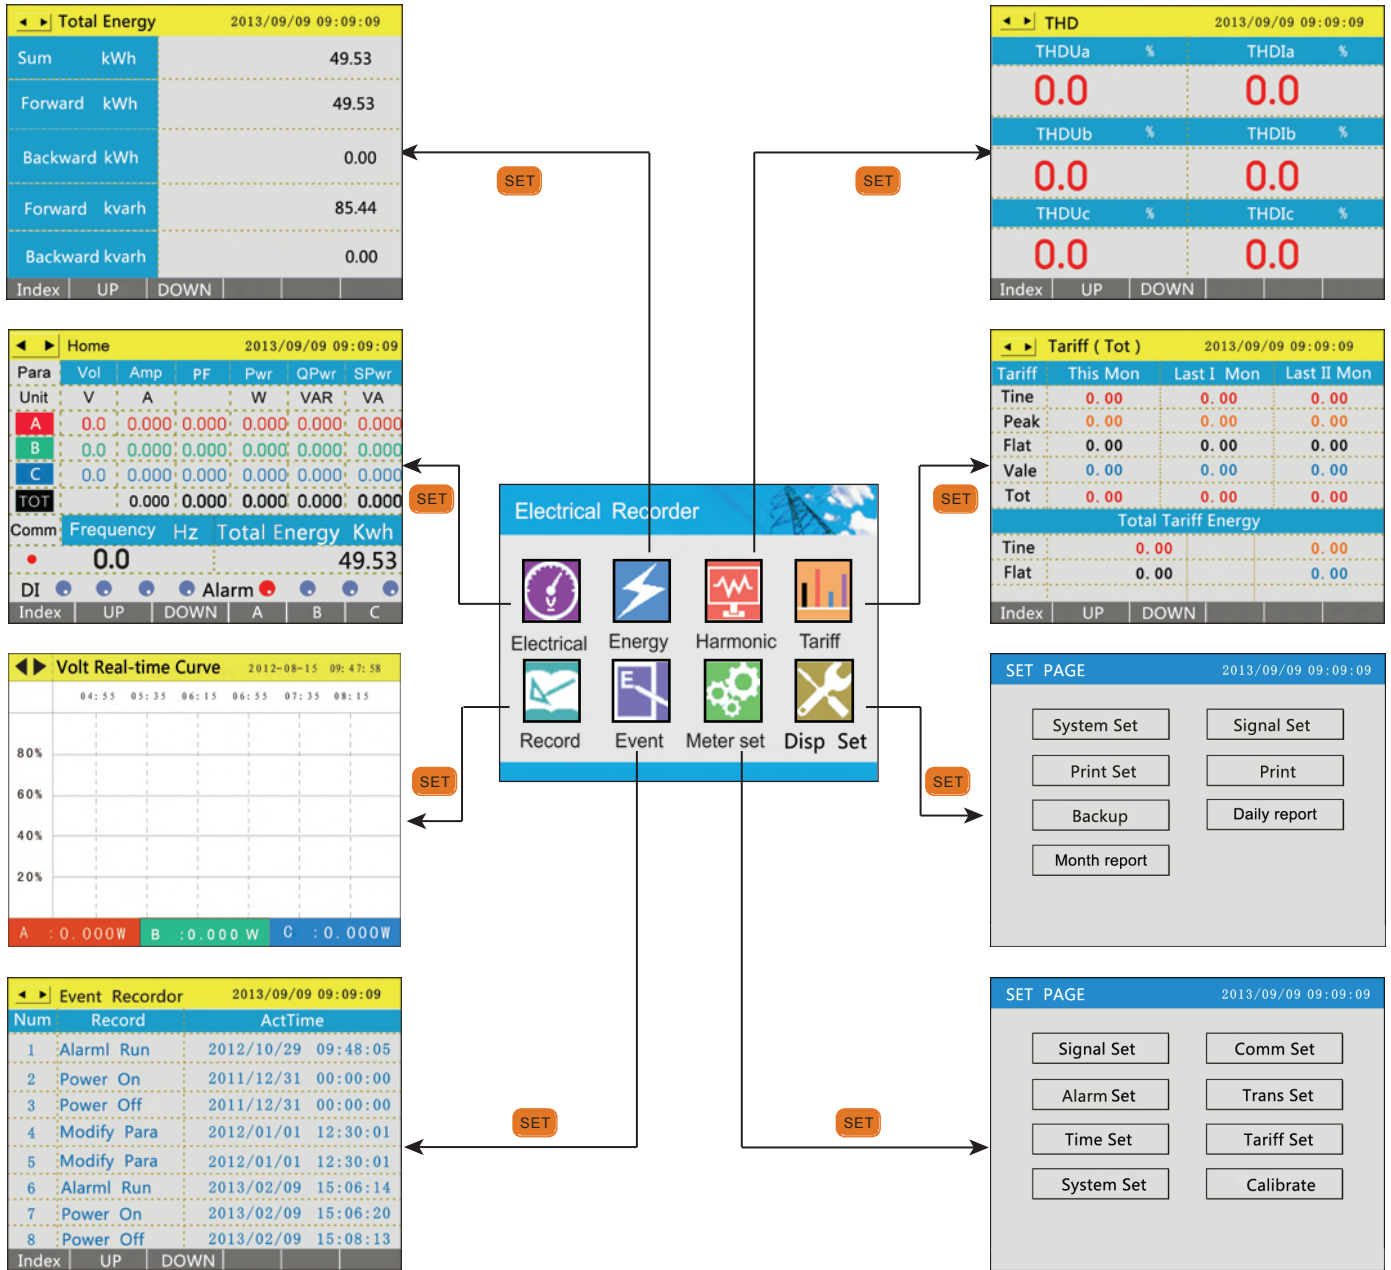 Total Energy 2013/09/09 09:09:09
Sum kWh 49.53
Forward kWh 49.53
Backward kWh 0.00
Forward kvarh 85.44
Backward kvarh 0.00
Index UP DOWN
SET
THD 2013/09/09 09:09:09
THDUa % THDIa %
0.0 0.0
THDUb % THDIb %
0.0 0.0
THDUc % THDIc %
0.0 0.0
Index UP DOWN
SET
Home 2013/09/09 09:09:09
Para Vol Amp PF Pwr QPwr SPwr
Unit V A W VAR VA
A 0.0 0.000 0.000 0.000 0.000 0.000
B 0.0 0.000 0.000 0.000 0.000 0.000
C 0.0 0.000 0.000 0.000 0.000 0.000
TOT 0.000 0.000 0.000 0.000 0.000
Comm Frequency Hz Total Energy Kwh
0.0 49.53
DI Alarm
Index UP DOWN A B C
SET
Electrical Recorder
Electrical Energy Harmonic Tariff
Record Event Meter set Disp Set
SET
Tariff ( Tot ) 2013/09/09 09:09:09
Tariff This Mon Last I Mon Last II Mon
Tine 0.00 0.00 0.00
Peak 0.00 0.00 0.00
Flat 0.00 0.00 0.00
Vale 0.00 0.00 0.00
Tot 0.00 0.00 0.00
Total Tariff Energy
Tine 0.00 0.00
Flat 0.00 0.00
Index UP DOWN
Volt Real-time Curve 2012-08-15 09:47:58
04:55 05:35 06:15 06:55 07:35 08:15
80%
60%
40%
20%
A :0.000W B :0.000 W C :0.000W
SET
SET
SET PAGE 2013/09/09 09:09:09
System Set Signal Set
Print Set Print
Backup Daily report
Month report
Event Recordor 2013/09/09 09:09:09
Num Record ActTime
1 Alarml Run 2012/10/29 09:48:05
2 Power On 2011/12/31 00:00:00
3 Power Off 2011/12/31 00:00:00
4 Modify Para 2012/01/01 12:30:01
5 Modify Para 2012/01/01 12:30:01
6 Alarml Run 2013/02/09 15:06:14
7 Power On 2013/02/09 15:06:20
8 Power Off 2013/02/09 15:08:13
Index UP DOWN
SET
SET
SET PAGE 2013/09/09 09:09:09
Signal Set Comm Set
Alarm Set Trans Set
Time Set Tariff Set
System Set Calibrate